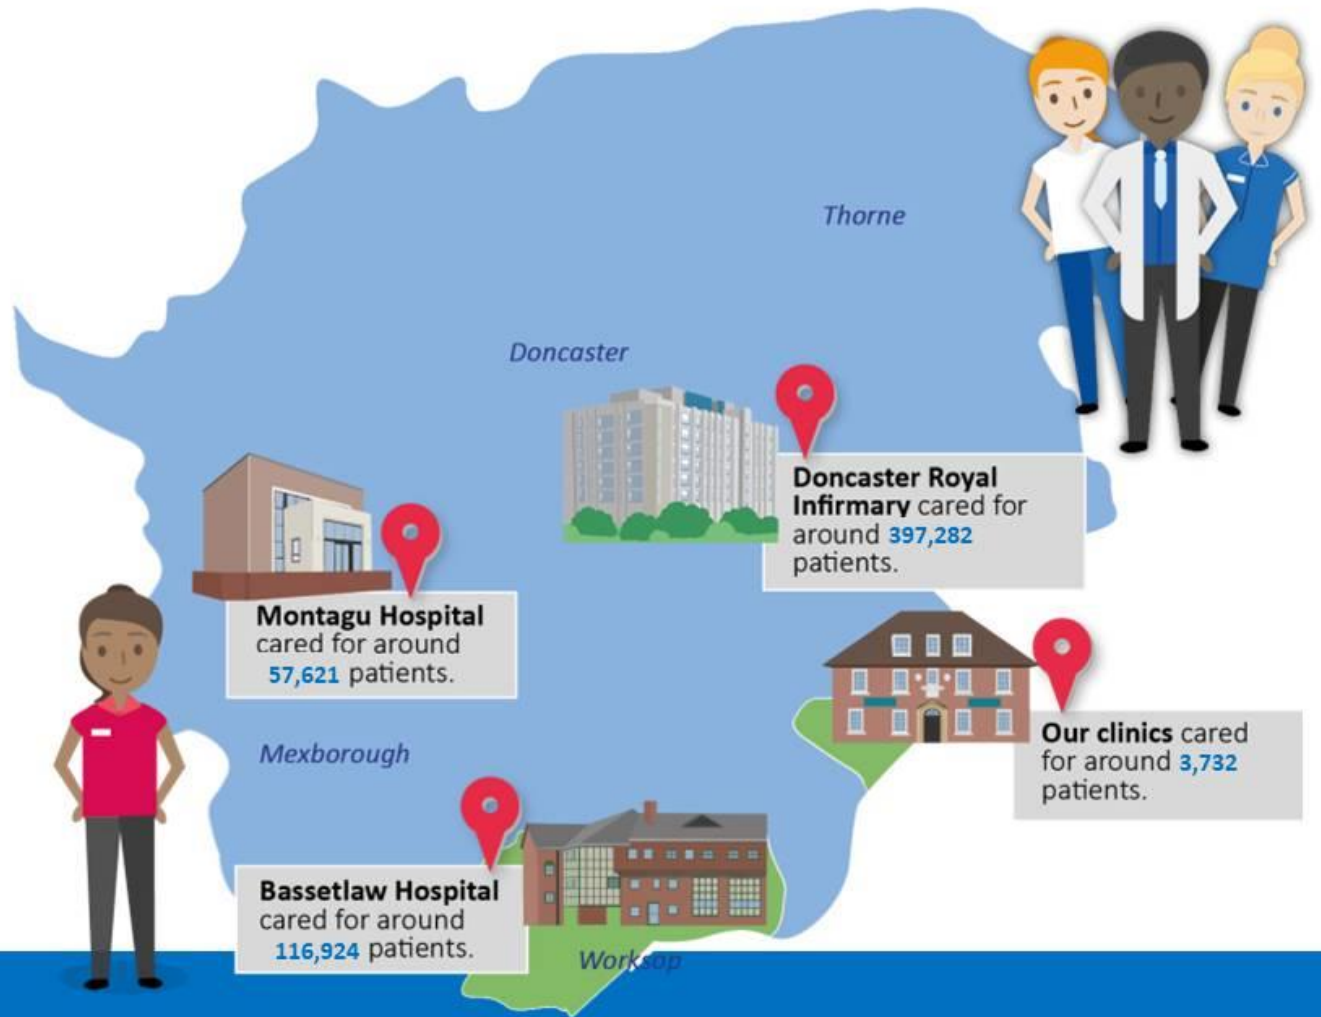 Thorne
Doncaster
Doncaster Royal
Infirmary cared for
around 397,282
patients.
Montagu Hospital
cared for around
57,621 patients.
Our clinics cared
for around 3,732
patients.
Mexborough
Bassetlaw Hospital
cared for around
116,924 patients.
Worksop